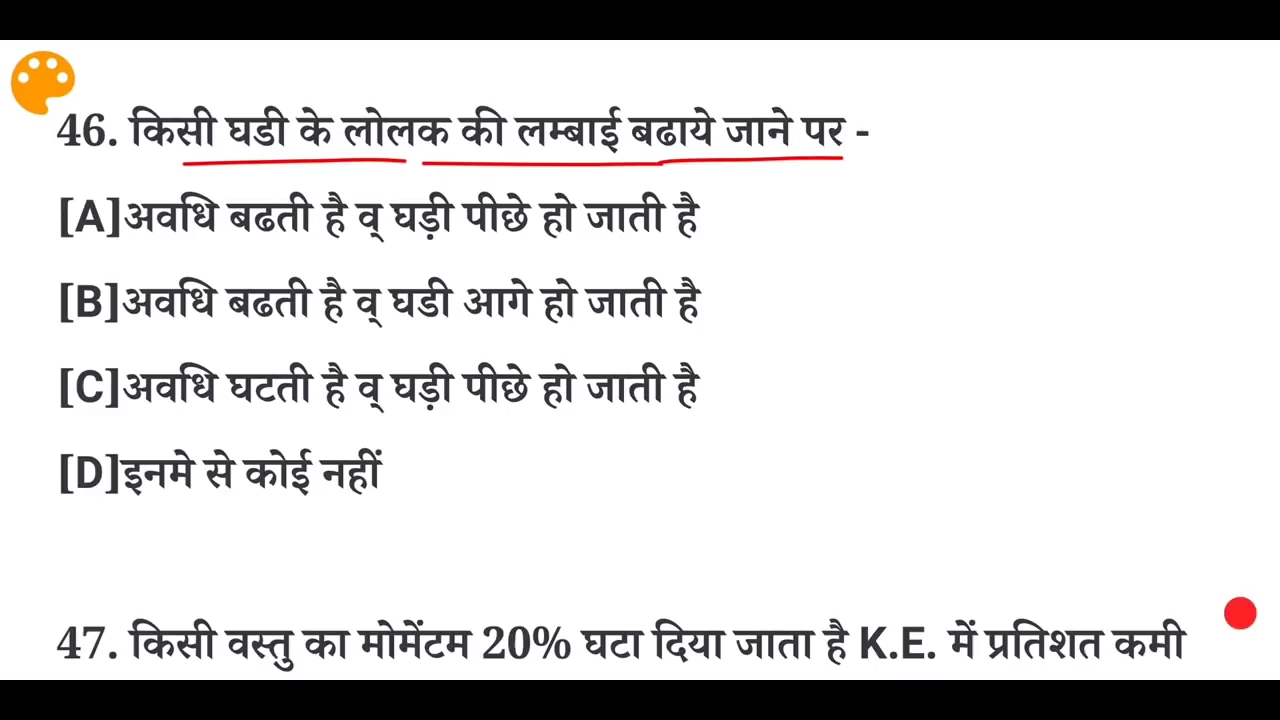 46. किसी घडी के लोलक की लम्बाई बढाये जाने पर -
[A]अवधि बढती है व् घड़ी पीछे हो जाती है
[B]अवधि बढती है व् घडी आगे हो जाती है
[C]अवधि घटती है व् घड़ी पीछे हो जाती है
[D]इनमे से कोई नहीं
47. किसी वस्तु का मोमेंटम 20% घटा दिया जाता है K.E. में प्रतिशत कमी